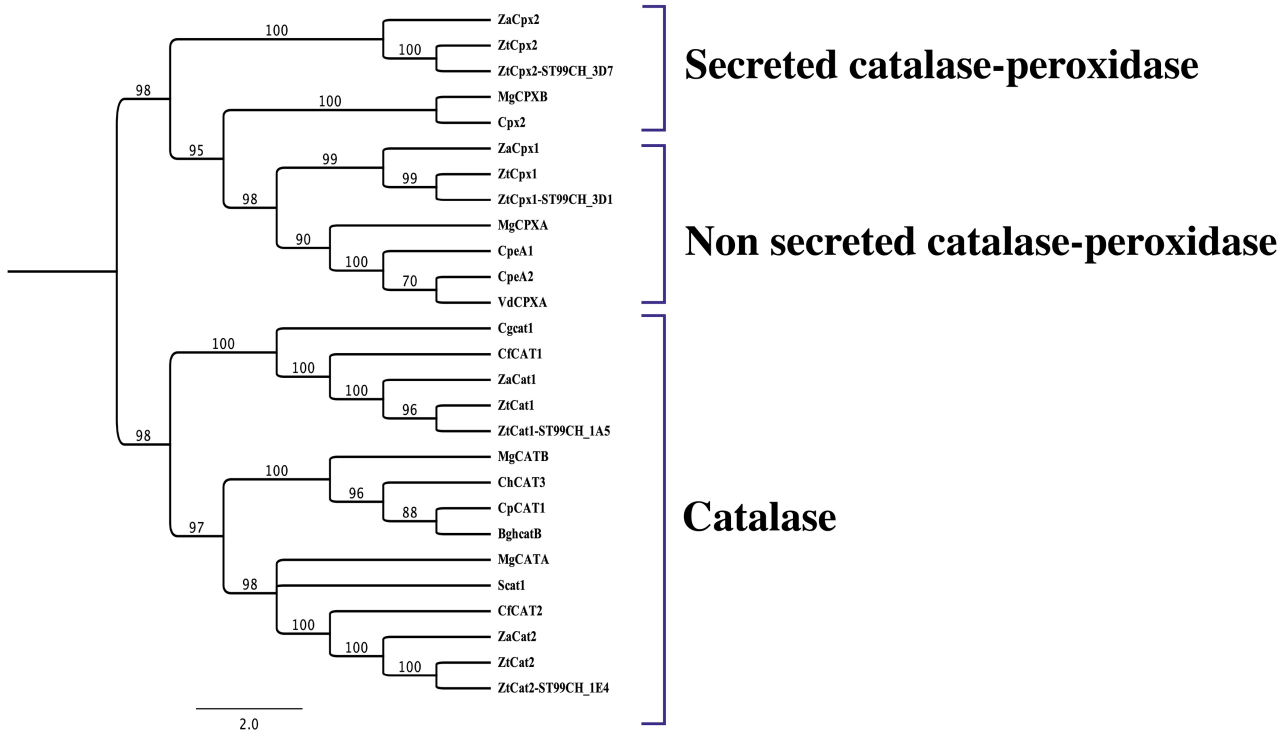 ZaCpx2
100
ZtCpx2
100
ZtCpx2-ST99CH_3D7
Secreted catalase-peroxidase
98
MgCPXB
100
Cpx2
95
ZaCpx1
99
ZtCpx1
99
ZtCpx1-ST99CH_3D1
98
MgCPXA
90
Non secreted catalase-peroxidase
CpeA1
100
CpeA2
70
VdCPXA
Cgcat1
100
CfCAT1
100
ZaCat1
100
ZtCat1
96
ZtCat1-ST99CH_1A5
98
MgCATB
100
ChCAT3
96
CpCAT1
88
Catalase
BghcatB
97
MgCATA
Scat1
98
CfCAT2
100
ZaCat2
100
ZtCat2
100
ZtCat2-ST99CH_1E4
2.0